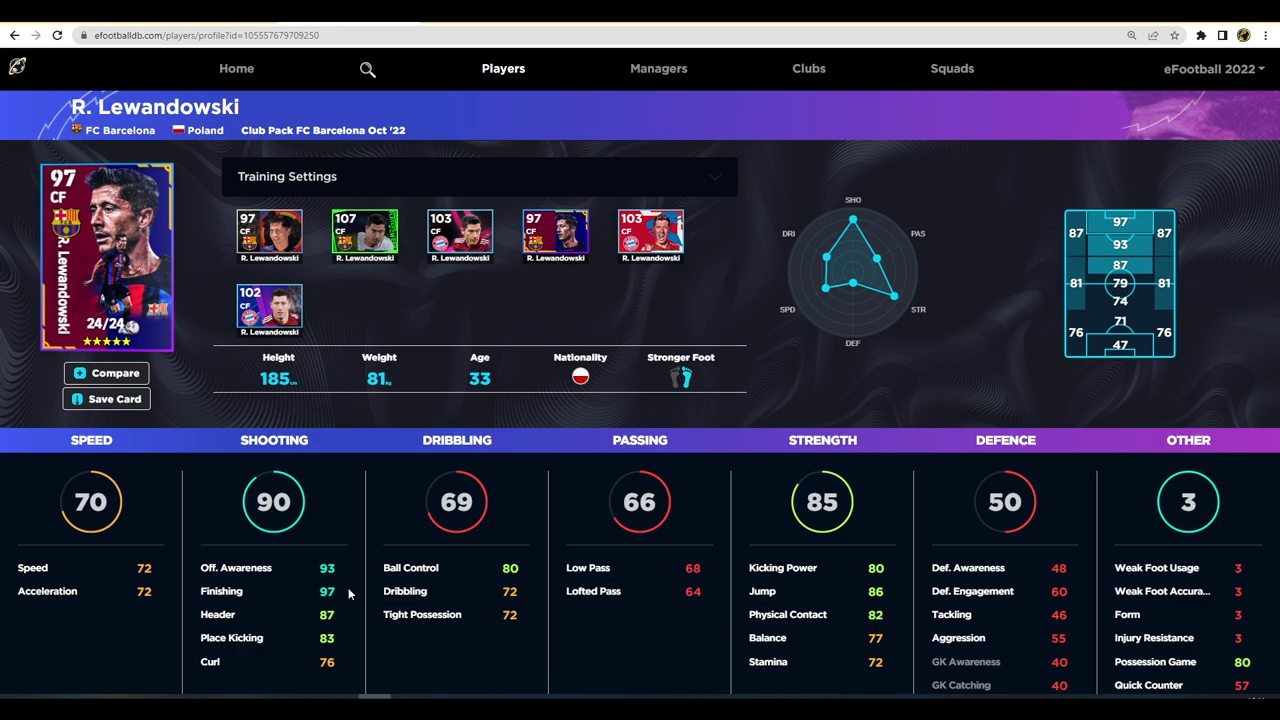 efootballdb.com/players/profile?id=105557679709250
Home
Players
Managers
Clubs
Squads
eFootball 2022
R. Lewandowski
FC Barcelona
Poland
Club Pack FC Barcelona Oct '22
97
CF
R. Lewandowski
24/24
Compare
Save Card
Training Settings
97
CF
R. Lewandowski
107
CF
R. Lewandowski
103
CF
R. Lewandowski
97
CF
R. Lewandowski
103
CF
R. Lewandowski
102
CF
R. Lewandowski
Height
Weight
Age
Nationality
Stronger Foot
185cm
81kg
33
SHO
DRI
PAS
SPD
STR
DEF
97
87
87
93
87
81
79
81
74
71
76
76
47
SPEED
SHOOTING
DRIBBLING
PASSING
STRENGTH
DEFENCE
OTHER
70
90
69
66
85
50
3
Speed 72
Acceleration 72
Off. Awareness 93
Finishing 97
Header 87
Place Kicking 83
Curl 76
Ball Control 80
Dribbling 72
Tight Possession 72
Low Pass 68
Lofted Pass 64
Kicking Power 80
Jump 86
Physical Contact 82
Balance 77
Stamina 72
Def. Awareness 48
Def. Engagement 60
Tackling 46
Aggression 55
GK Awareness 40
GK Catching 40
Weak Foot Usage 3
Weak Foot Accura... 3
Form 3
Injury Resistance 3
Possession Game 80
Quick Counter 57